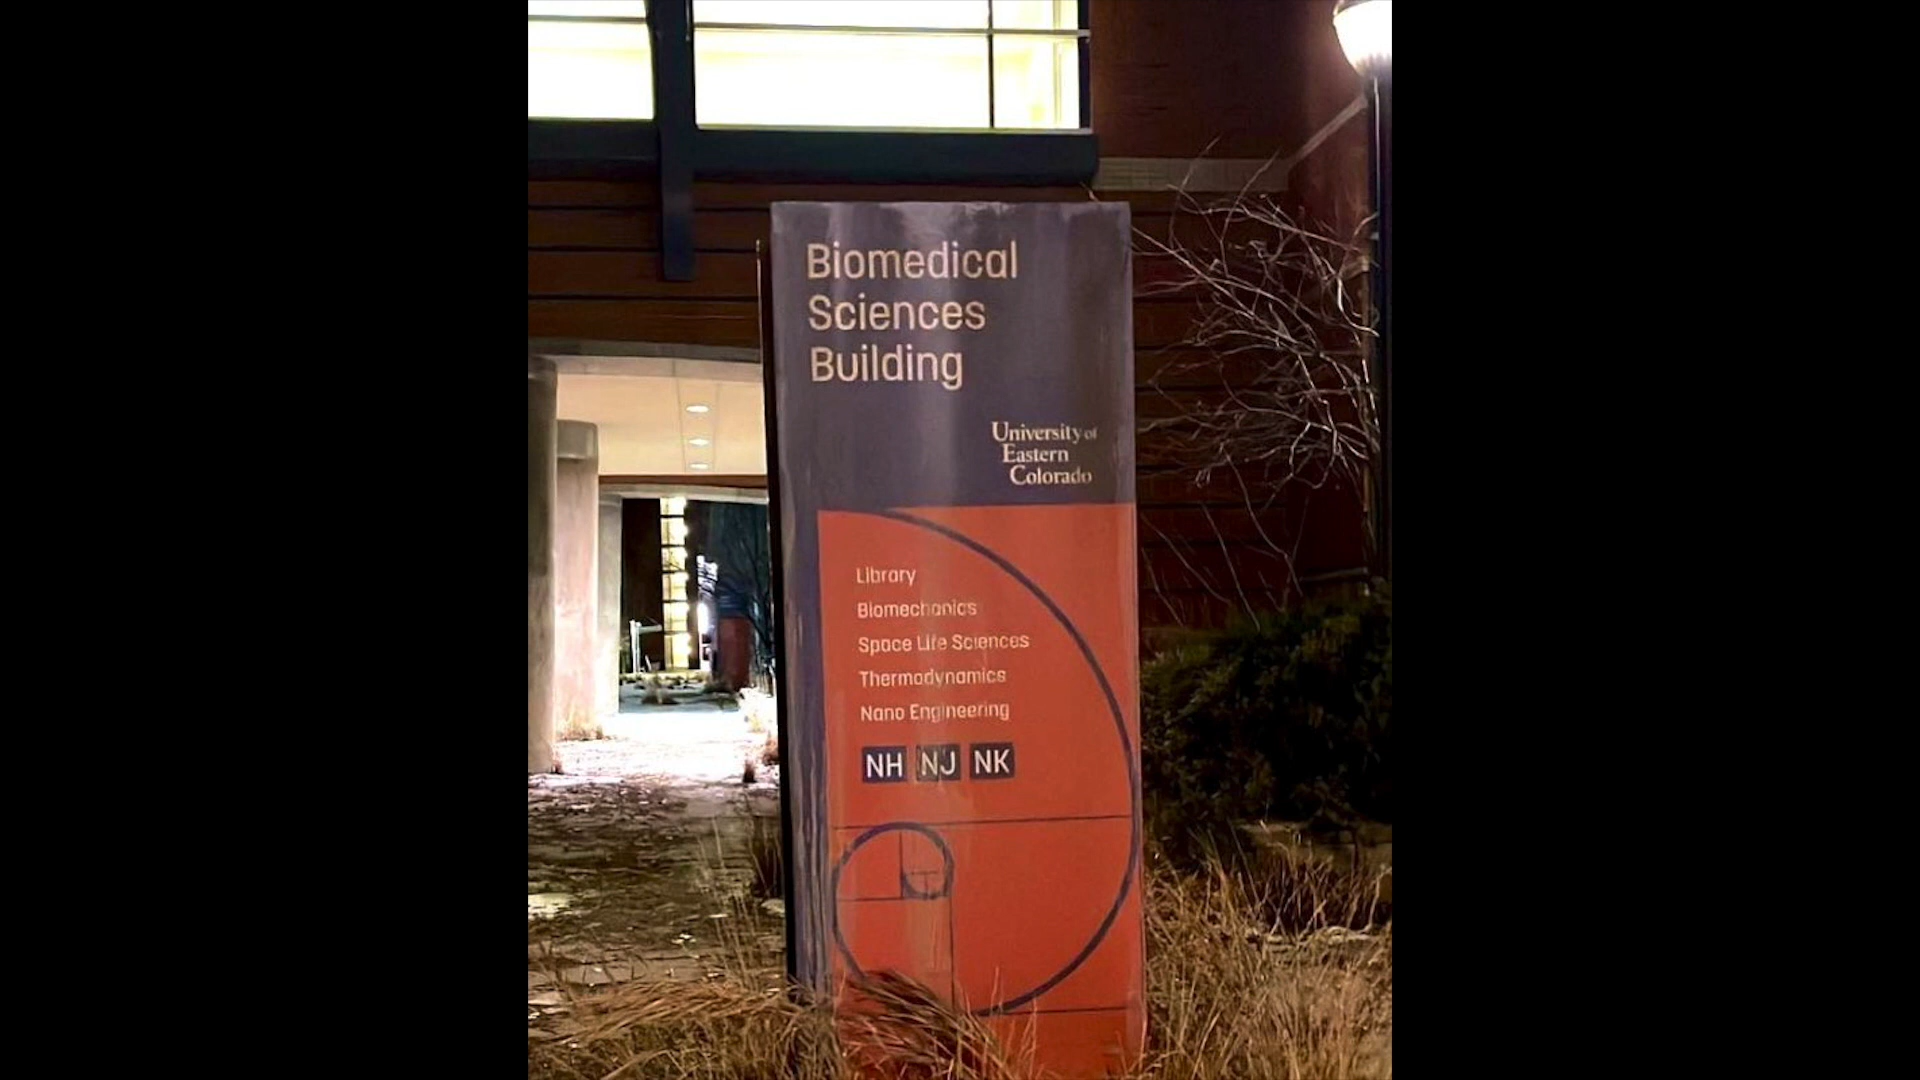 Biomedical
Sciences
Building
University of
Eastern
Colorado
Library
Biomechanics
Space Life Sciences
Thermodynamics
Nano Engineering
NH NJ NK